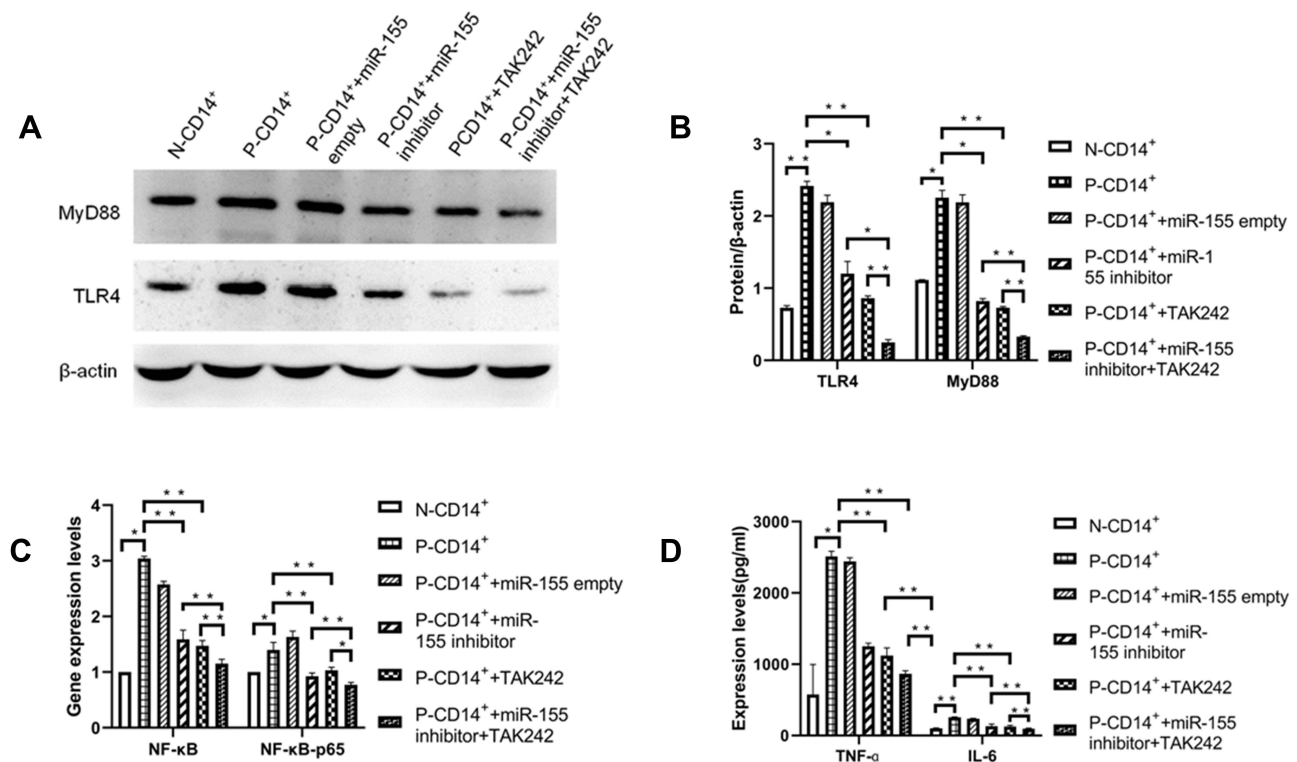 A
N-CD14+
P-CD14+
P-CD14++miR-155
empty
P-CD14++miR-155
inhibitor
PCD14++TAK242
P-CD14++miR-155
inhibitor+TAK242
MyD88
TLR4
β-actin
B
Protein/β-actin
3
2
1
0
* *
*
* *
*
* *
* *
*
*
* *
* *
TLR4
MyD88
N-CD14+
P-CD14+
P-CD14++miR-155 empty
P-CD14++miR-1
55 inhibitor
P-CD14++TAK242
P-CD14++miR-155
inhibitor+TAK242
C
Gene expression levels
4
3
2
1
0
* *
* *
*
* *
* *
* *
* *
*
* *
*
NF-κB
NF-κB-p65
N-CD14+
P-CD14+
P-CD14++miR-155 empty
P-CD14++miR-
155 inhibitor
P-CD14++TAK242
P-CD14++miR-155
inhibitor+TAK242
D
Expression levels(pg/ml)
3000
2000
1000
0
* *
* *
*
* *
* *
* *
* *
* *
* *
* *
TNF-α
IL-6
N-CD14+
P-CD14+
P-CD14++miR-155 empty
P-CD14++miR-
155 inhibitor
P-CD14++TAK242
P-CD14++miR-155
inhibitor+TAK242